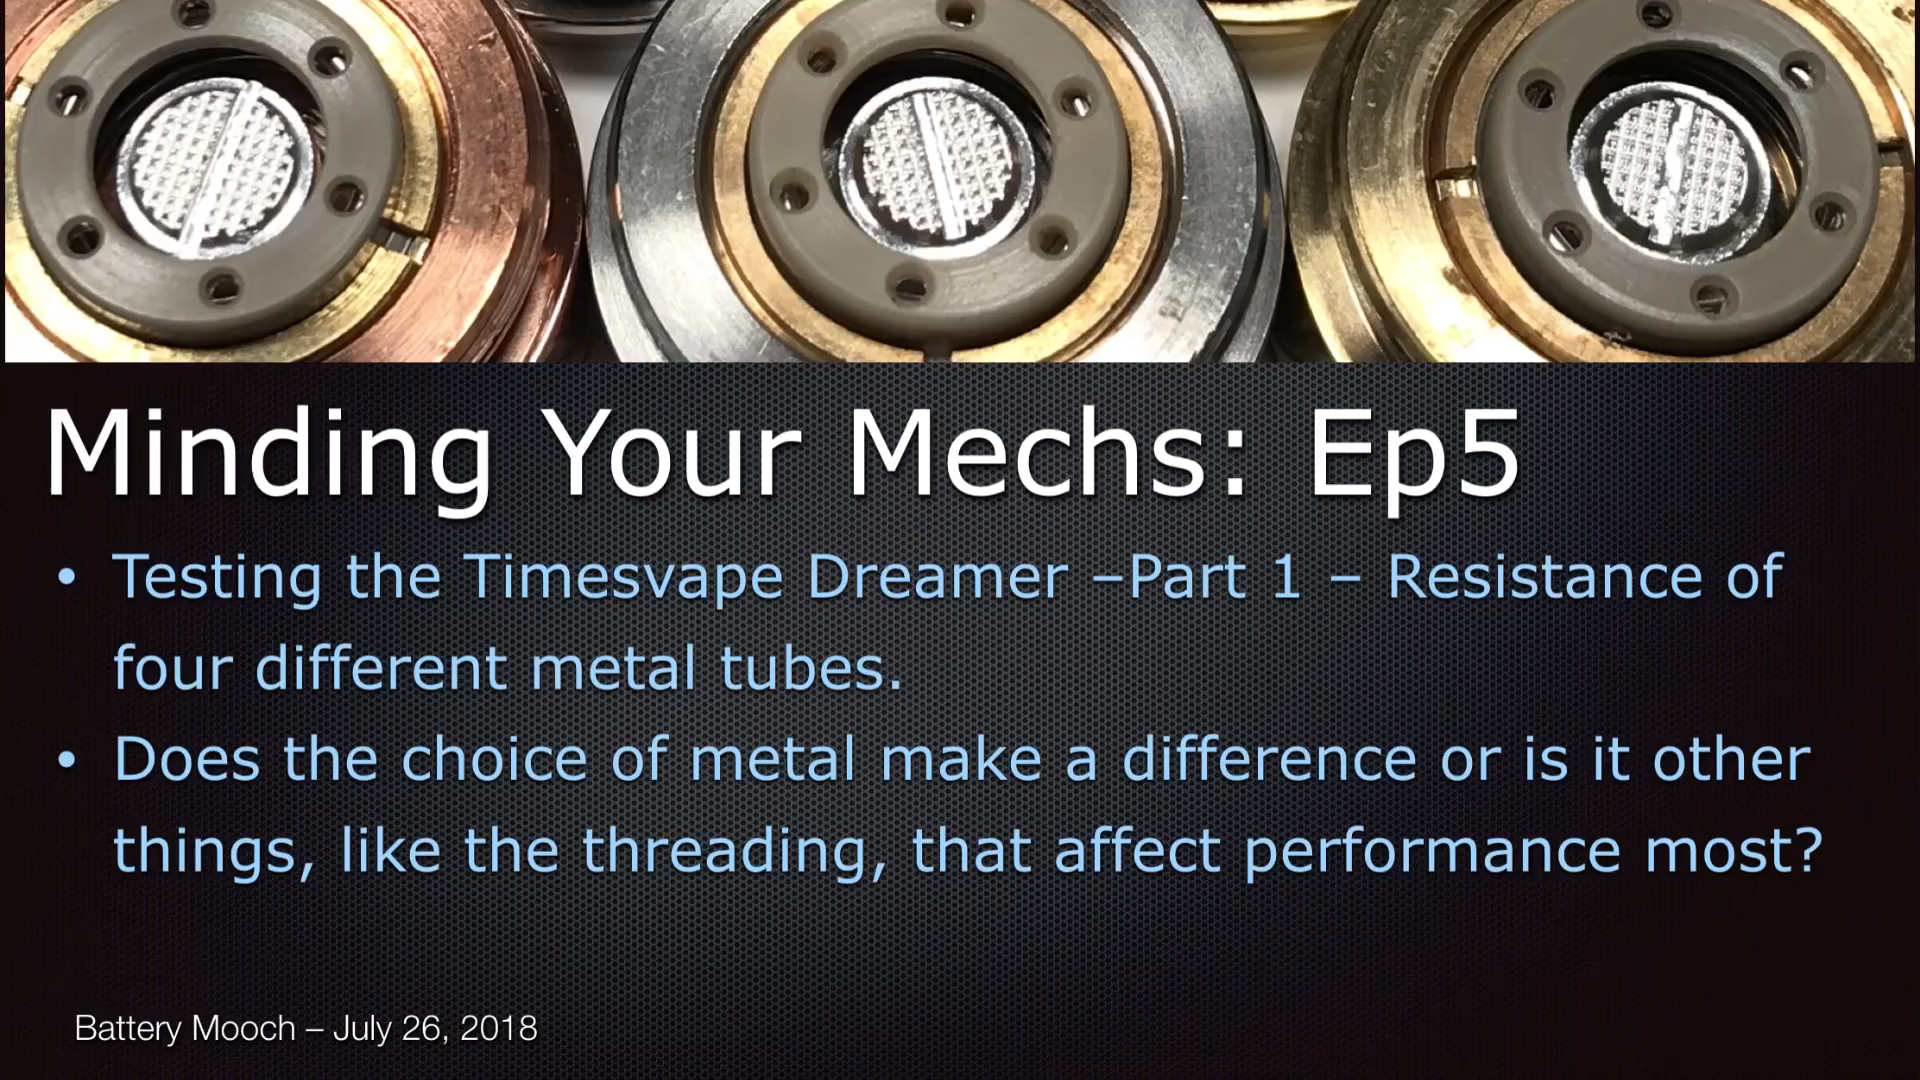 Minding Your Mechs: Ep5
• Testing the Timesvape Dreamer –Part 1 – Resistance of
four different metal tubes.
• Does the choice of metal make a difference or is it other
things, like the threading, that affect performance most?
Battery Mooch – July 26, 2018